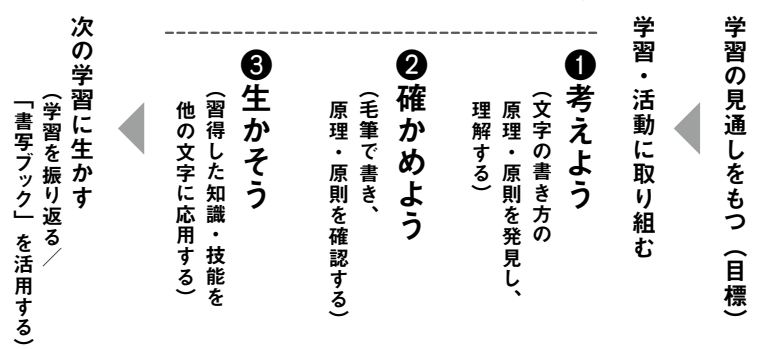 学習の見通しをもつ（目標）
学習・活動に取り組む
❶考えよう
（文字の書き方の
原理・原則を発見し、
理解する）
❷確かめよう
（毛筆で書き、
原理・原則を確認する）
❸生かそう
（習得した知識・技能を
他の文字に応用する）
次の学習に生かす
（学習を振り返る／
「書写ブック」を活用する）